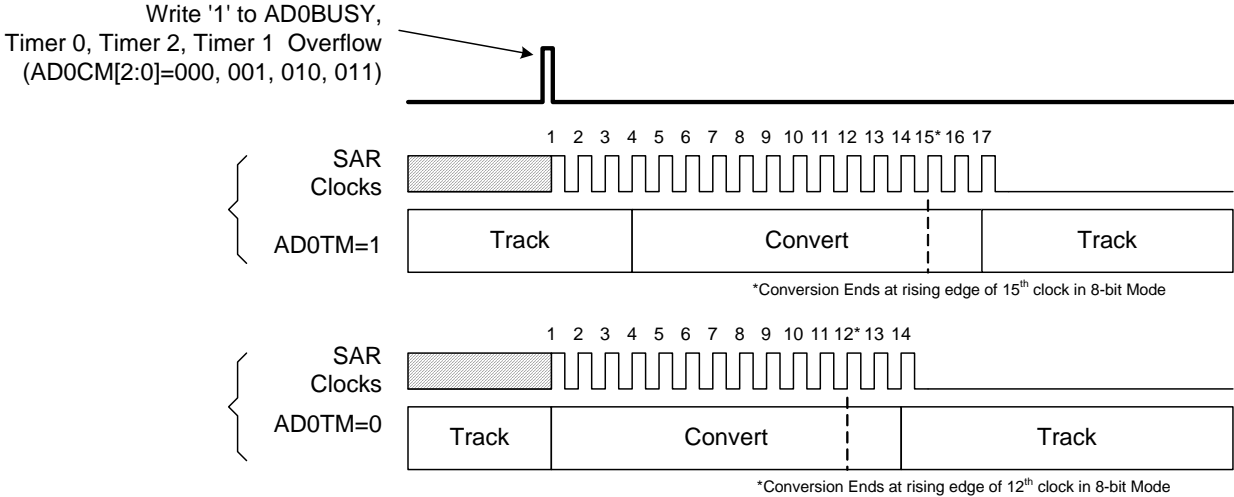 Write '1' to AD0BUSY,
Timer 0, Timer 2, Timer 1 Overflow
(AD0CM[2:0]=000, 001, 010, 011)
1 2 3 4 5 6 7 8 9 10 11 12 13 14 15* 16 17
SAR
Clocks
AD0TM=1
Track
Convert
Track
*Conversion Ends at rising edge of 15th clock in 8-bit Mode
1 2 3 4 5 6 7 8 9 10 11 12* 13 14
SAR
Clocks
AD0TM=0
Track
Convert
Track
*Conversion Ends at rising edge of 12th clock in 8-bit Mode